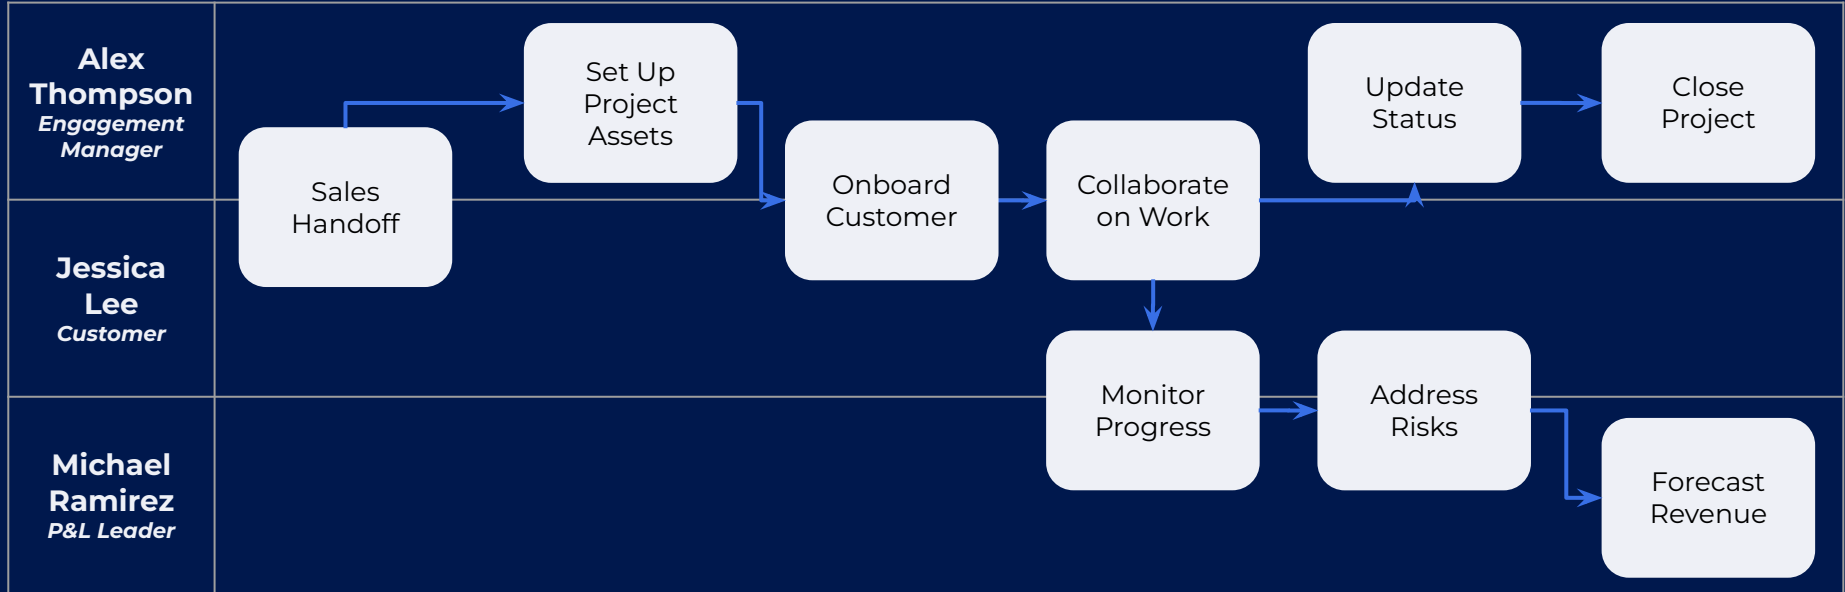 Alex
Thompson
Engagement
Manager
Sales
Handoff
Set Up
Project
Assets
Onboard
Customer
Collaborate
on Work
Update
Status
Close
Project
Jessica
Lee
Customer
Monitor
Progress
Address
Risks
Michael
Ramirez
P&L Leader
Forecast
Revenue